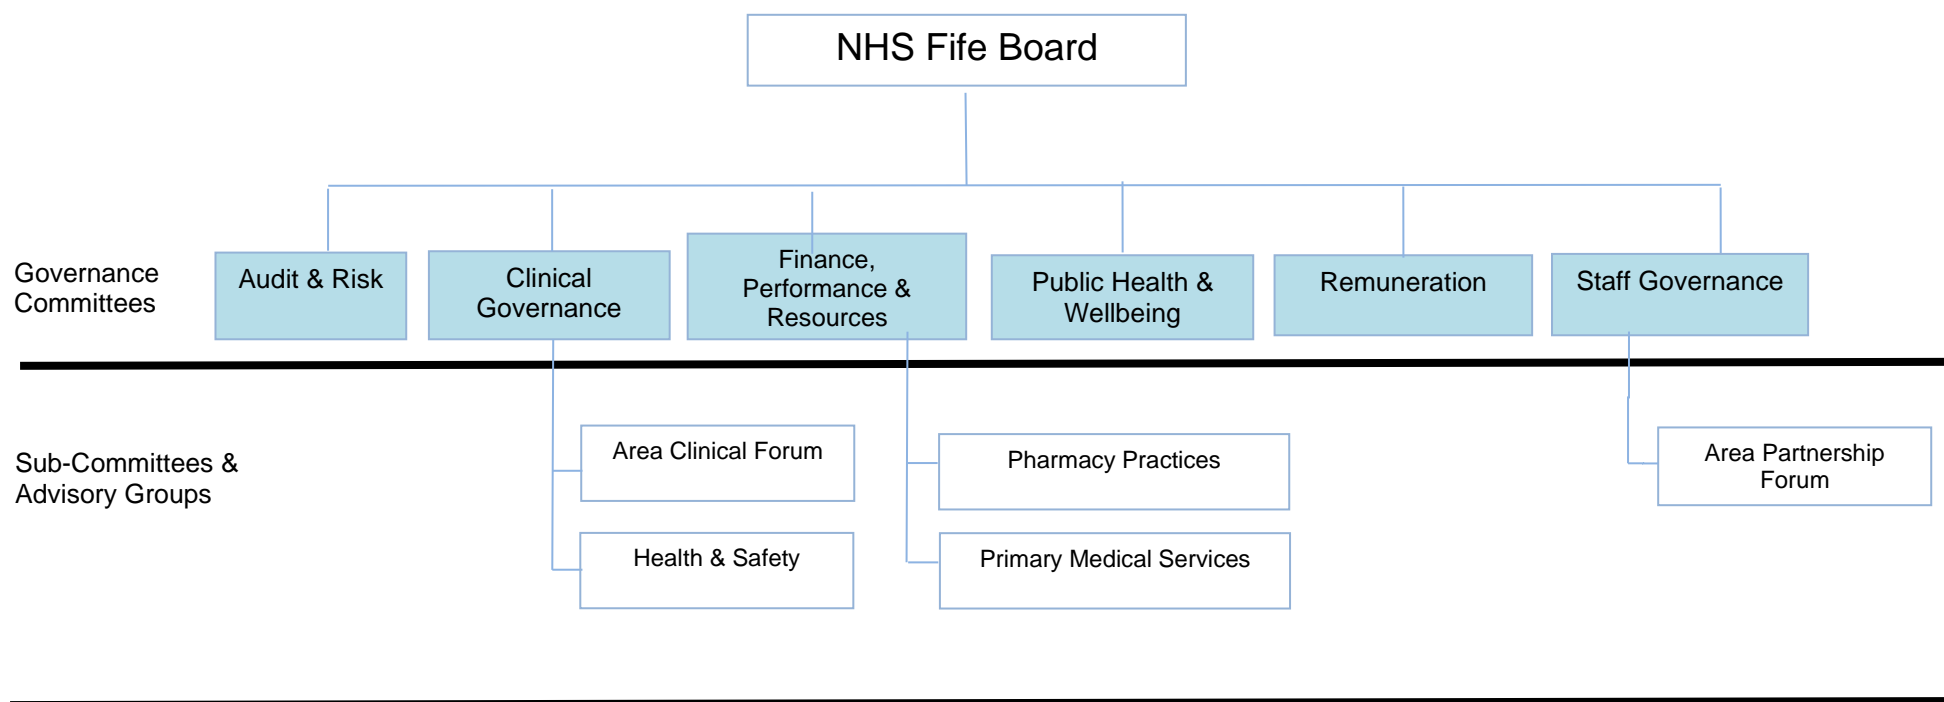 NHS Fife Board
Governance
Committees
Audit & Risk
Clinical
Governance
Finance,
Performance &
Resources
Public Health &
Wellbeing
Remuneration
Staff Governance
Sub-Committees &
Advisory Groups
Area Clinical Forum
Health & Safety
Pharmacy Practices
Primary Medical Services
Area Partnership
Forum